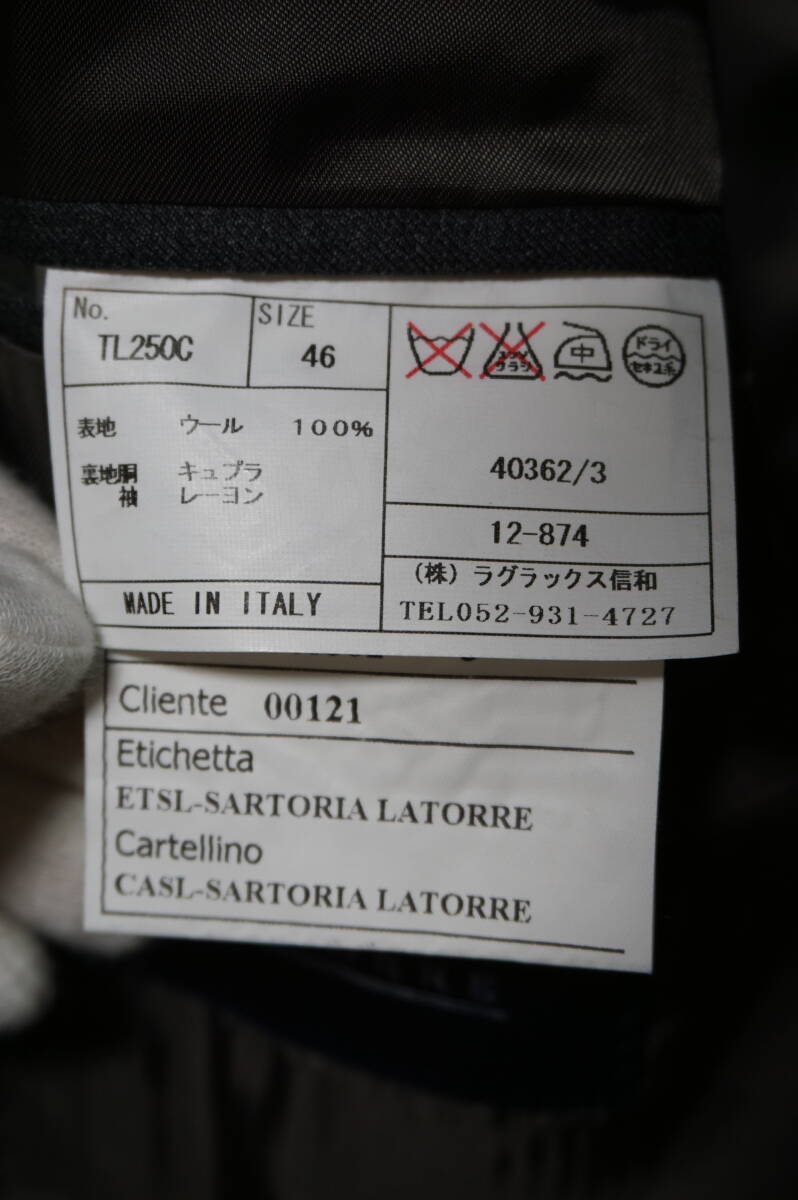 No.
TL250C
SIZE
46
表地 ウール 100%
裏地胴 キュプラ
袖 レーヨン
MADE IN ITALY
中
ドライ
セキユ系
40362/3
12-874
(株) ラグラックス信和
TEL052-931-4727
Cliente 00121
Etichetta
ETSL-SARTORIA LATORRE
Cartellino
CASL-SARTORIA LATORRE